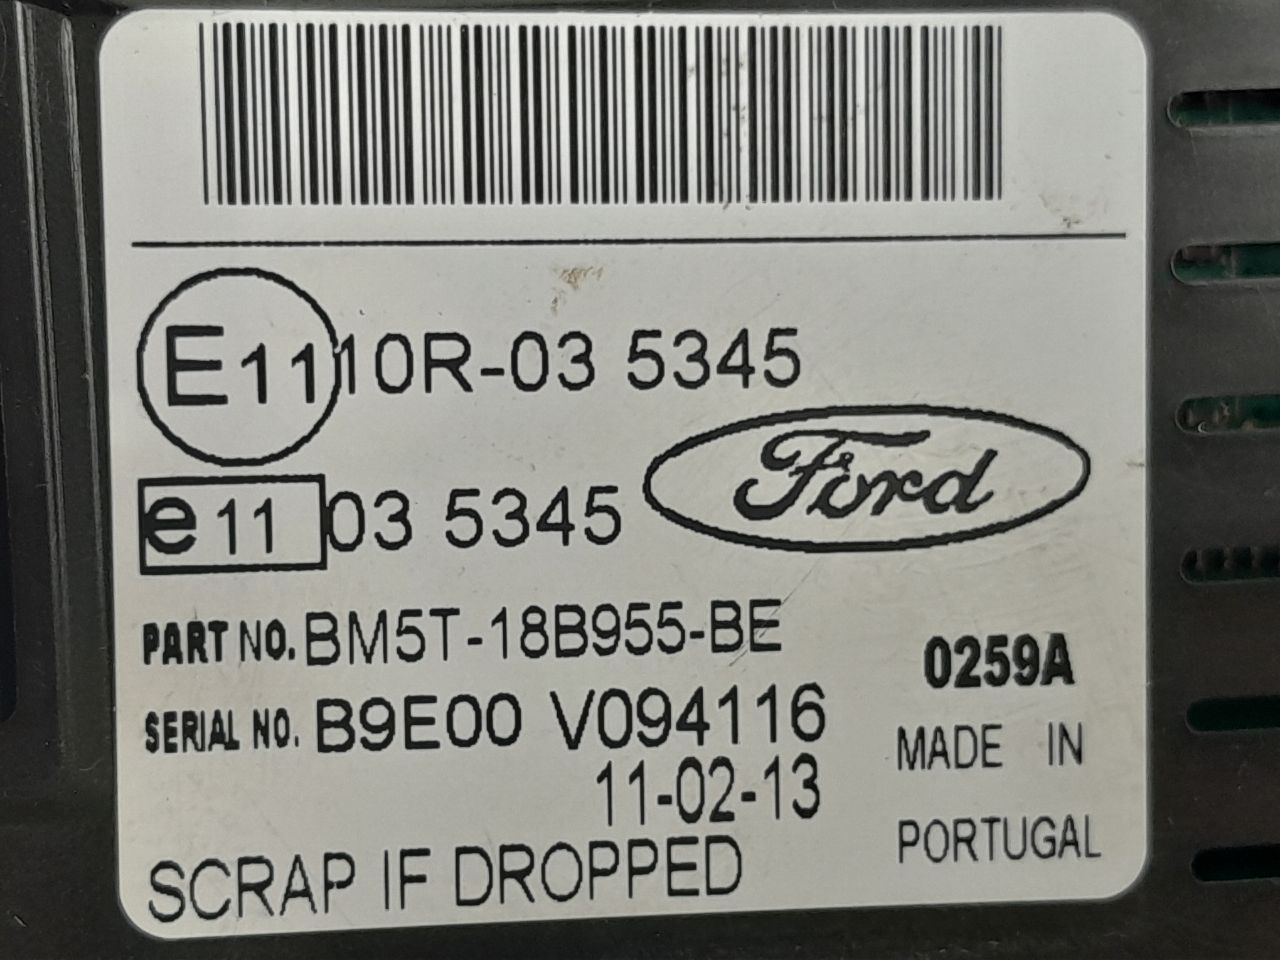 E11 10R-03 5345
e11 03 5345
Ford
PART NO. BM5T-18B955-BE
0259A
SERIAL NO. B9E00 V094116
MADE IN
11-02-13
PORTUGAL
SCRAP IF DROPPED